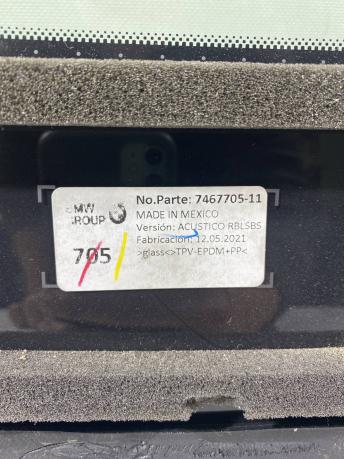 No.Parte: 7467705-11
MADE IN MEXICO
Versión: ACUSTICO RBLSBS
Fabricación: 12.05.2021
>glass<>TPV-EPDM+PP<
MW
ROUP
705